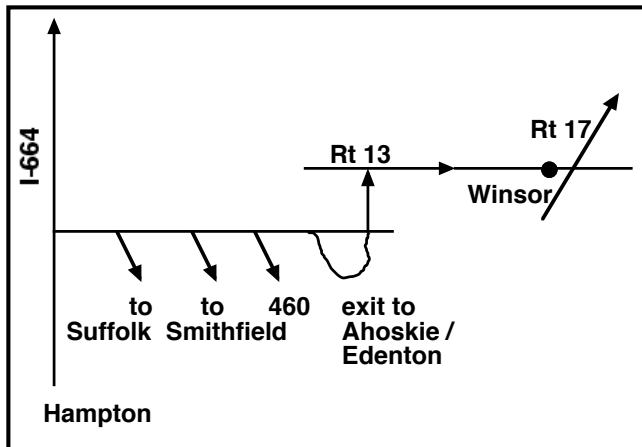 I-664
Rt 17
Rt 13
Winsor
to Suffolk
to Smithfield
460
exit to
Ahoskie /
Edenton
Hampton